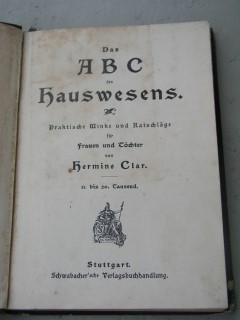 Das
ABC
des
Hauswesens.
Praktische Winke und Ratschläge
für
Frauen und Töchter
von
Hermine Clar.
11. bis 20. Tausend.
Stuttgart.
Schwabacher'sche Verlagsbuchhandlung.